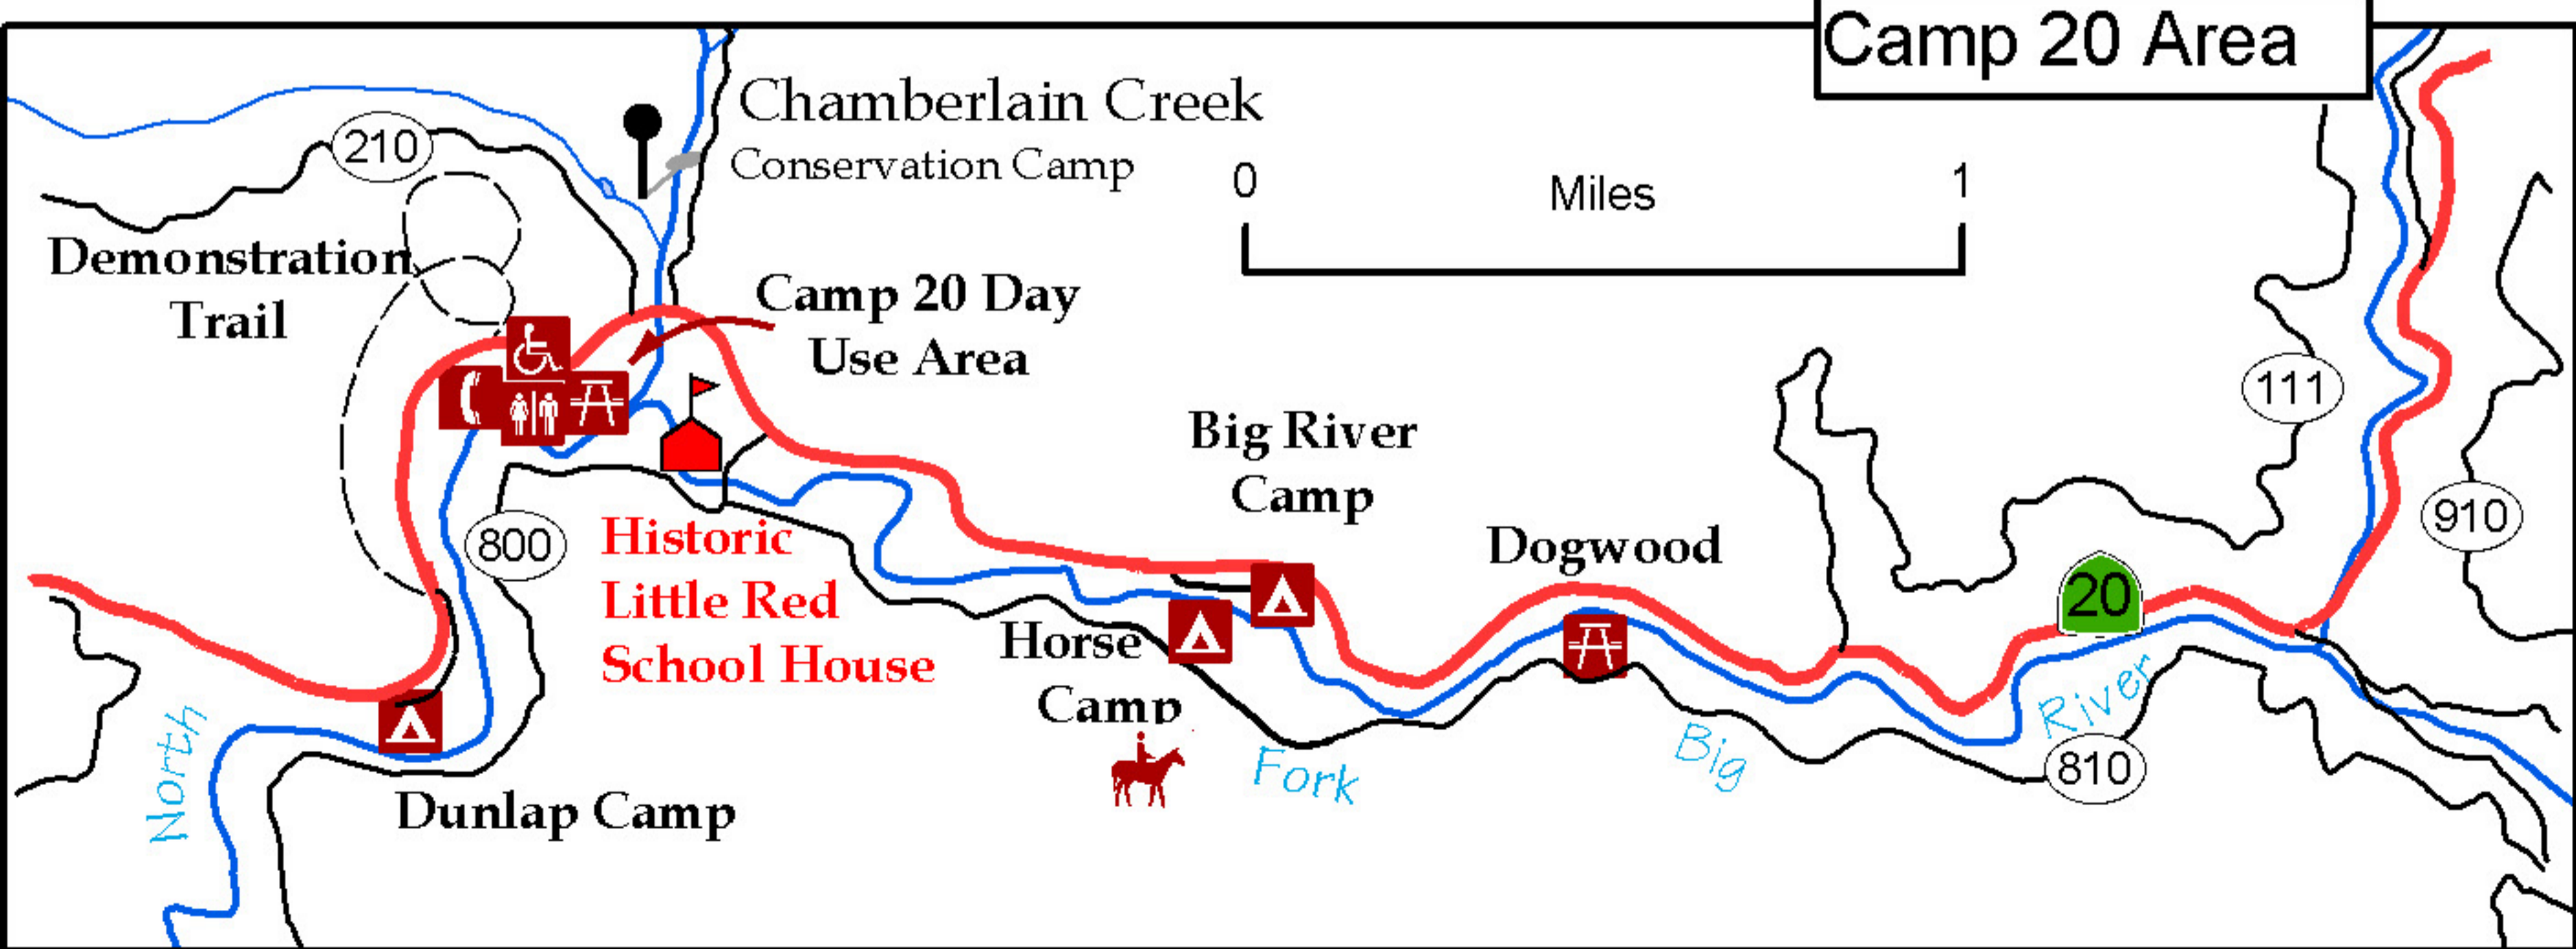 Camp 20 Area
Chamberlain Creek
Conservation Camp
210
0
Miles
1
Demonstration
Trail
Camp 20 Day
Use Area
111
Big River
Camp
910
800
Historic
Little Red
School House
Dogwood
20
Horse
Camp
North
Fork
Big
River
810
Dunlap Camp